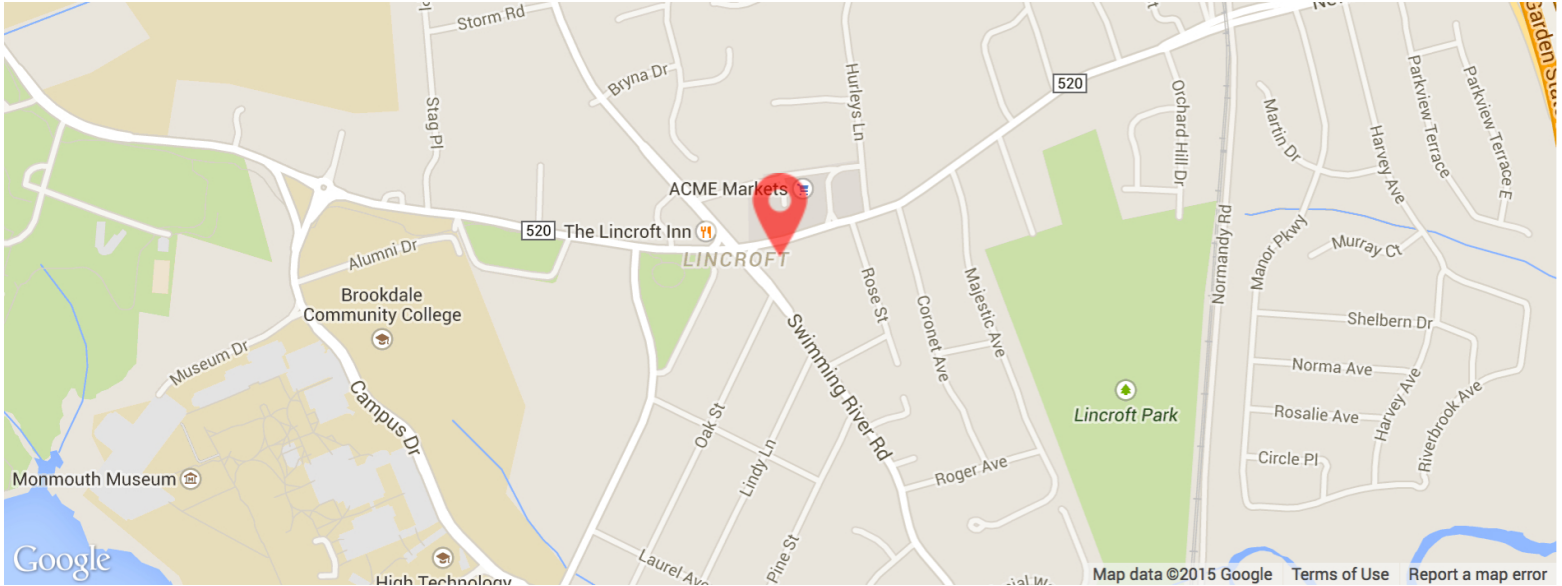 Pl
Storm Rd
Stag Pl
Bryna Dr
Hurleys Ln
520
Orchard Hill Dr
Martin Dr
Harvey Ave
Parkview Terrace
Parkview Terrace E
ACME Markets
520
The Lincroft Inn
LINCROFT
Alumni Dr
Brookdale
Community College
Museum Dr
Campus Dr
Monmouth Museum
High Technology
Swimming River Rd
Rose St
Coronet Ave
Majestic Ave
Normandy Rd
Manor Pkwy
Murray Ct
Shelbern Dr
Norma Ave
Rosalie Ave
Circle Pl
Harvey Ave
Riverbrook Ave
Lincroft Park
Oak St
Lindy Ln
Pine St
Roger Ave
Laurel Ave
Google
Map data ©2015 Google
Terms of Use
Report a map error